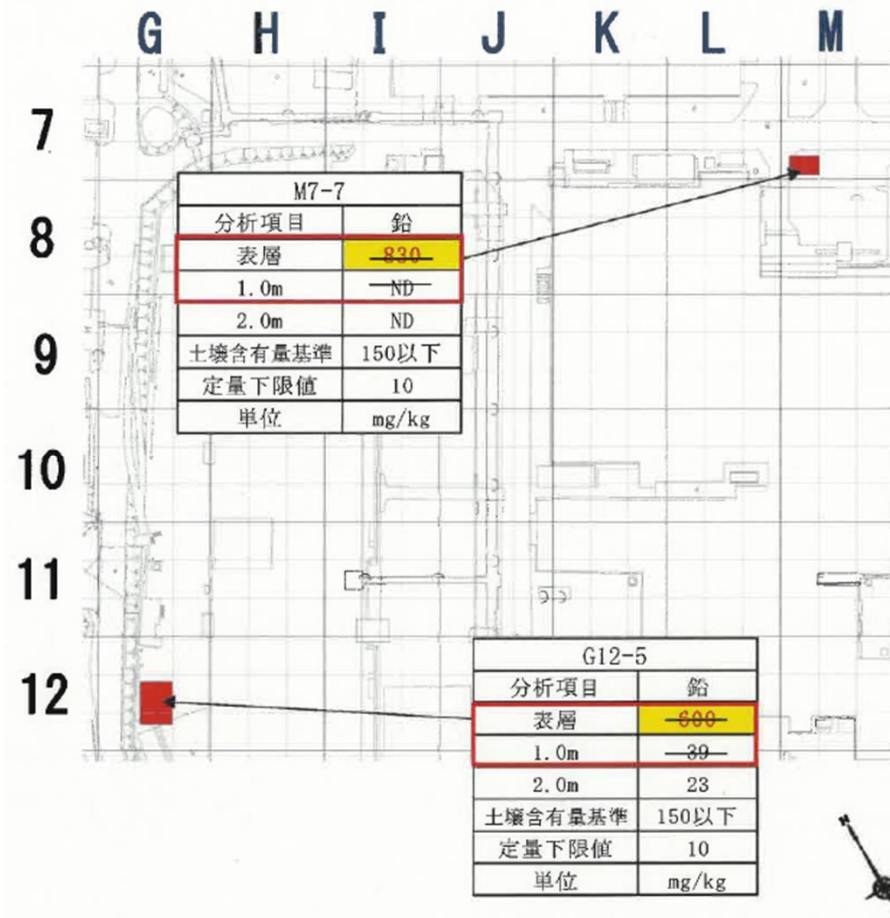 G H I J K L M
7
8
9
10
11
12
M7-7
分析項目 鉛
表層 830
1.0m ND
2.0m ND
土壌含有量基準 150以下
定量下限値 10
単位 mg/kg
G12-5
分析項目 鉛
表層 600
1.0m 39
2.0m 23
土壌含有量基準 150以下
定量下限値 10
単位 mg/kg